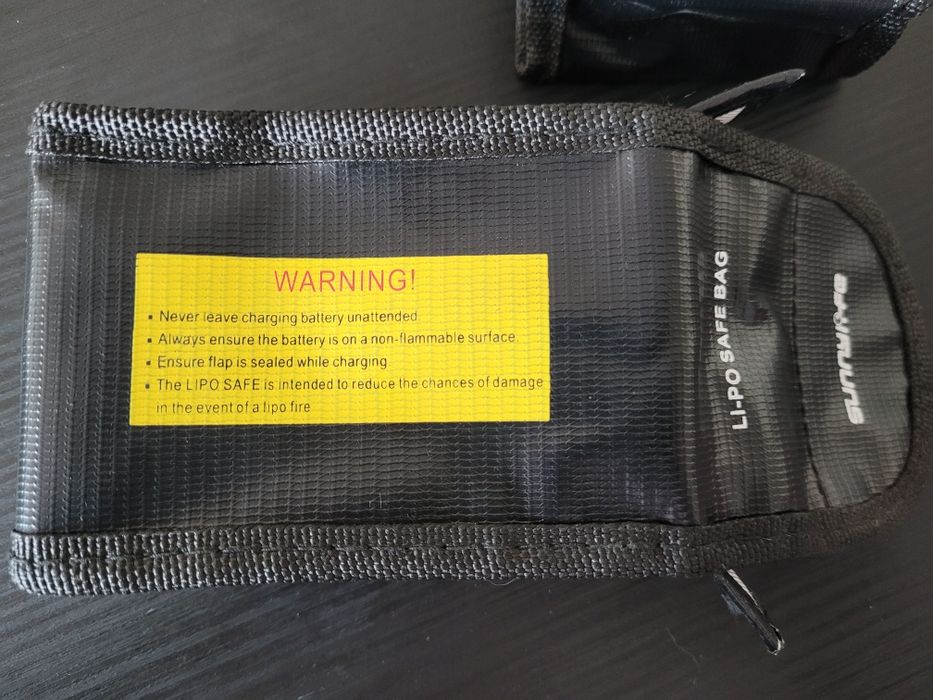 WARNING!
▪ Never leave charging battery unattended.
▪ Always ensure the battery is on a non-flammable surface.
▪ Ensure flap is sealed while charging.
▪ The LIPO SAFE is intended to reduce the chances of damage
in the event of a lipo fire
LI-PO SAFE BAG
SUNNYLIFE